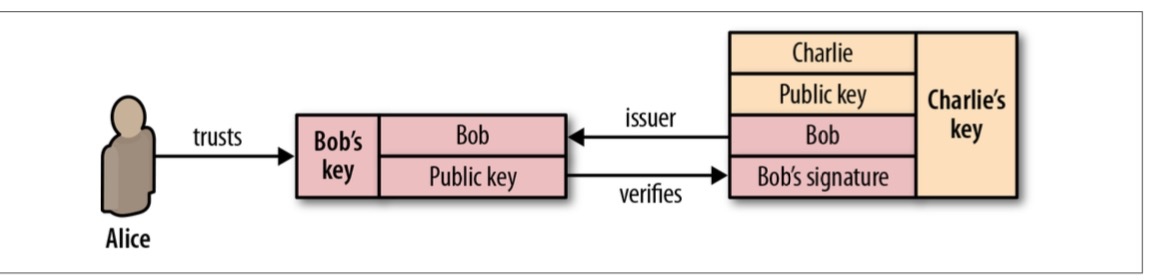 Alice
trusts
Bob's
key
Bob
Public key
issuer
verifies
Charlie
Public key
Bob
Bob's signature
Charlie's
key